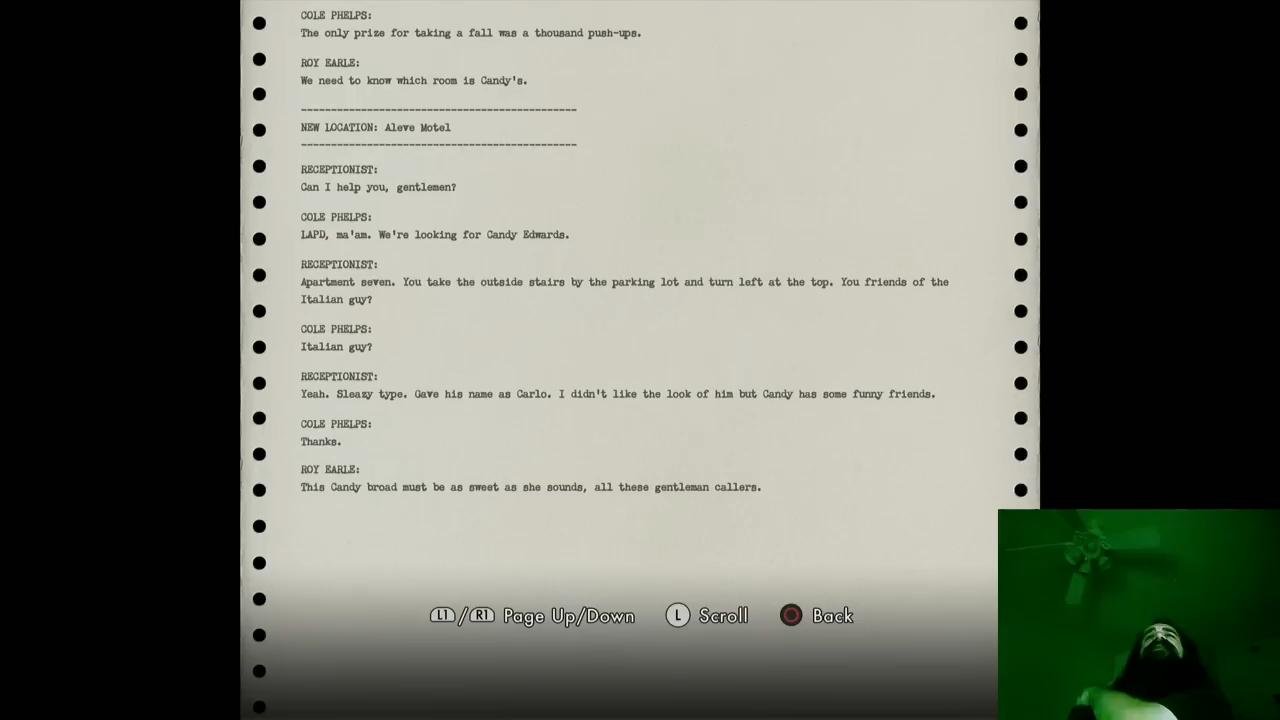 COLE PHELPS:
The only prize for taking a fall was a thousand push-ups.
ROY EARLE:
We need to know which room is Candy's.
----------------------------------------------
NEW LOCATION: Aleve Motel
----------------------------------------------
RECEPTIONIST:
Can I help you, gentlemen?
COLE PHELPS:
LAPD, ma'am. We're looking for Candy Edwards.
RECEPTIONIST:
Apartment seven. You take the outside stairs by the parking lot and turn left at the top. You friends of the
Italian guy?
COLE PHELPS:
Italian guy?
RECEPTIONIST:
Yeah. Sleazy type. Gave his name as Carlo. I didn't like the look of him but Candy has some funny friends.
COLE PHELPS:
Thanks.
ROY EARLE:
This Candy broad must be as sweet as she sounds, all these gentleman callers.
L1/R1 Page Up/Down L Scroll Back